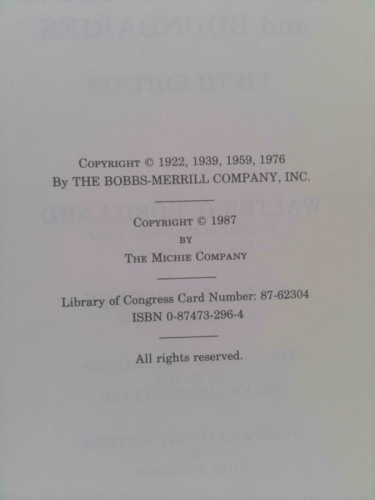 COPYRIGHT © 1922, 1939, 1959, 1976
By THE BOBBS-MERRILL COMPANY, INC.
COPYRIGHT © 1987
BY
THE MICHIE COMPANY
Library of Congress Card Number: 87-62304
ISBN 0-87473-296-4
All rights reserved.